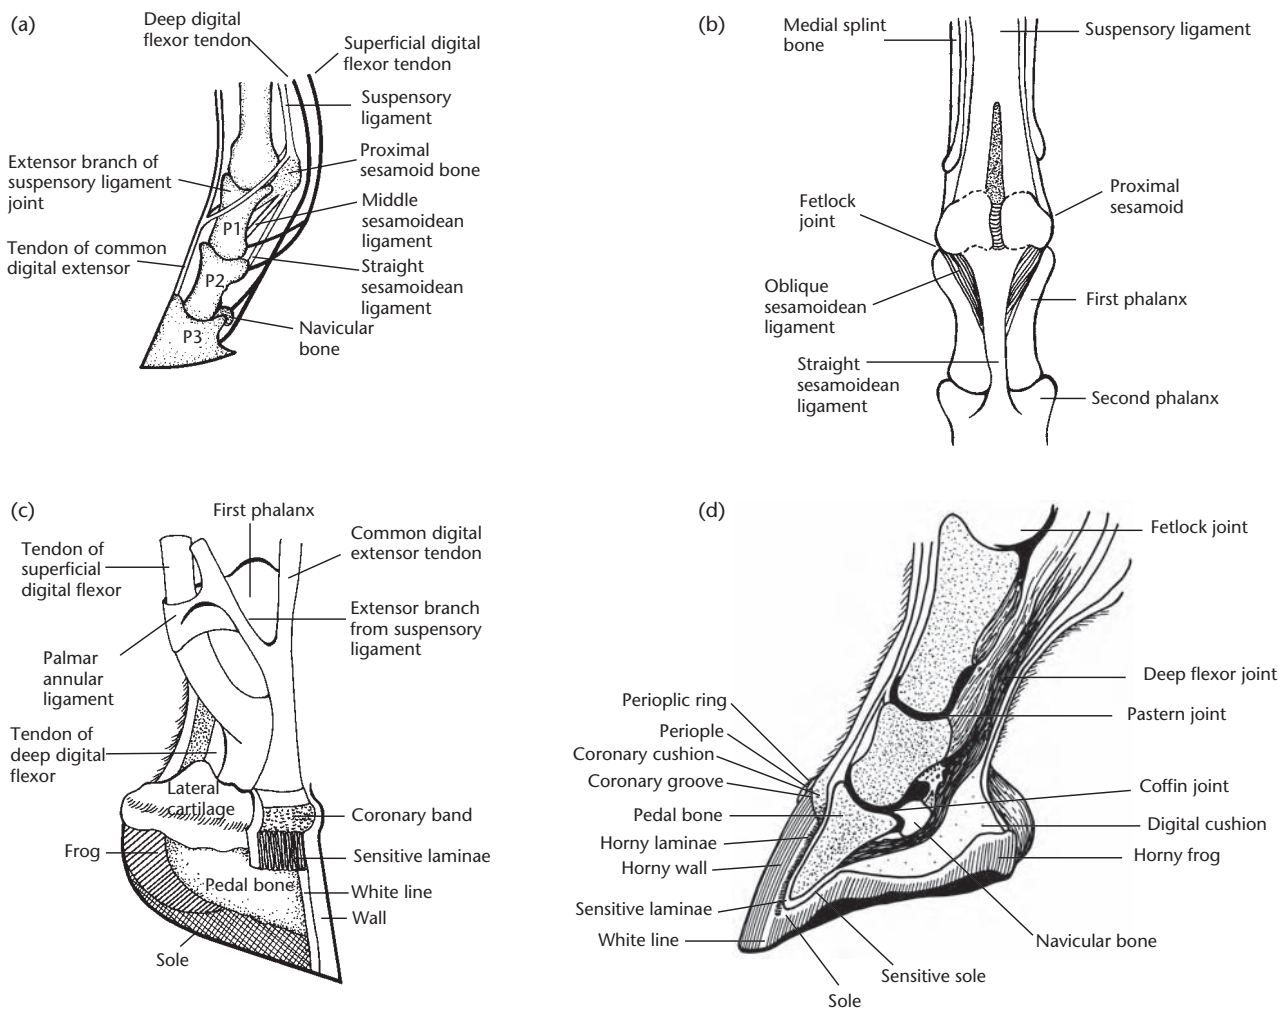 (a)
Deep digital
flexor tendon
Superficial digital
flexor tendon
Suspensory
ligament
Extensor branch of
suspensory ligament
joint
Proximal
sesamoid bone
Middle
sesamoidean
ligament
Tendon of common
digital extensor
Straight
sesamoidean
ligament
Navicular
bone
P1
P2
P3
(b)
Medial splint
bone
Suspensory ligament
Fetlock
joint
Proximal
sesamoid
Oblique
sesamoidean
ligament
First phalanx
Straight
sesamoidean
ligament
Second phalanx
(c)
First phalanx
Tendon of
superficial
digital flexor
Common digital
extensor tendon
Extensor branch
from suspensory
ligament
Palmar
annular
ligament
Tendon of
deep digital
flexor
Lateral
cartilage
Coronary band
Frog
Sensitive laminae
Pedal bone
White line
Wall
Sole
(d)
Fetlock joint
Deep flexor joint
Perioplic ring
Pastern joint
Periople
Coronary cushion
Coronary groove
Coffin joint
Pedal bone
Digital cushion
Horny laminae
Horny frog
Horny wall
Sensitive laminae
White line
Navicular bone
Sensitive sole
Sole